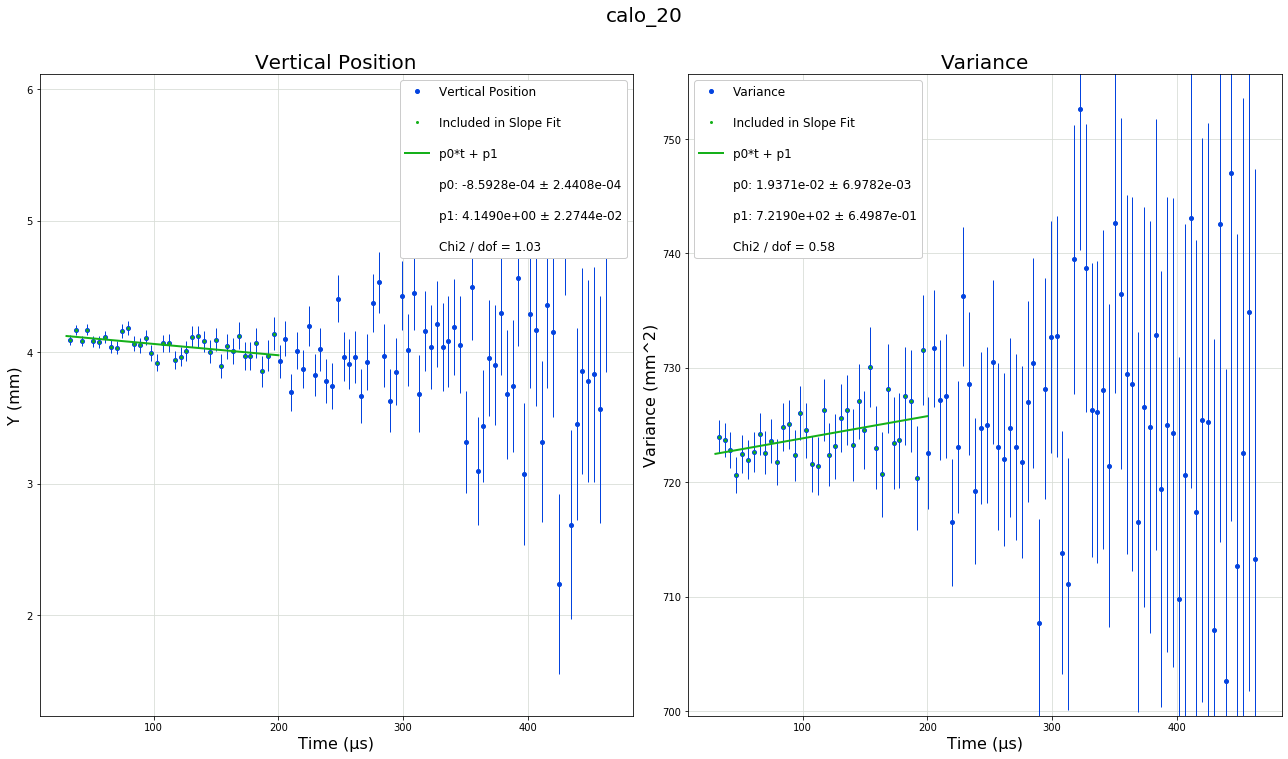 calo_20
Vertical Position
Vertical Position
Included in Slope Fit
p0*t + p1
p0: -8.5928e-04 ± 2.4408e-04
p1: 4.1490e+00 ± 2.2744e-02
Chi2 / dof = 1.03
Y (mm)
6
5
4
3
2
100
200
300
400
Time (μs)
Variance
Variance
Included in Slope Fit
p0*t + p1
p0: 1.9371e-02 ± 6.9782e-03
p1: 7.2190e+02 ± 6.4987e-01
Chi2 / dof = 0.58
Variance (mm^2)
750
740
730
720
710
700
100
200
300
400
Time (μs)